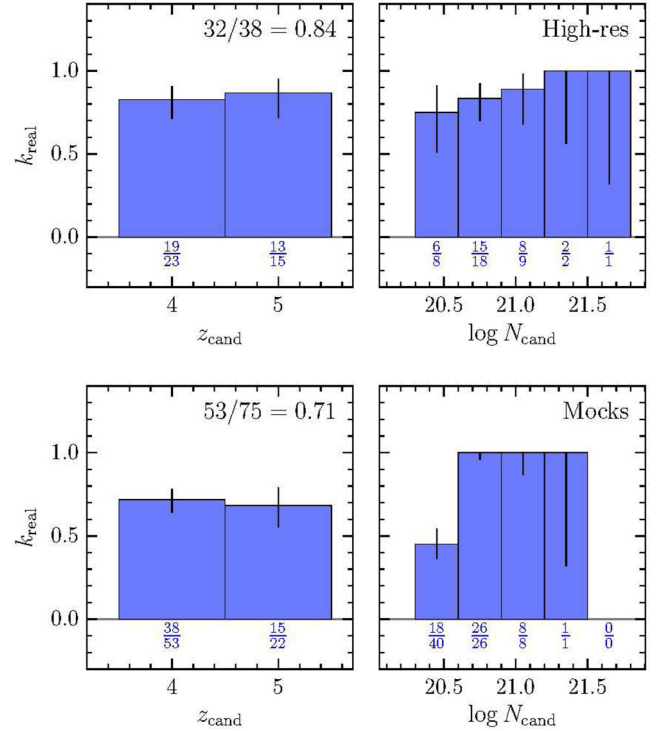 32/38 = 0.84
High-res
1.0
0.5
0.0
k_real
19/23 13/15
6/8 15/18 8/9 2/2 1/1
4 5
20.5 21.0 21.5
z_cand
log N_cand
53/75 = 0.71
Mocks
1.0
0.5
0.0
k_real
38/53 15/22
18/40 26/26 8/8 1/1 0/0
4 5
20.5 21.0 21.5
z_cand
log N_cand